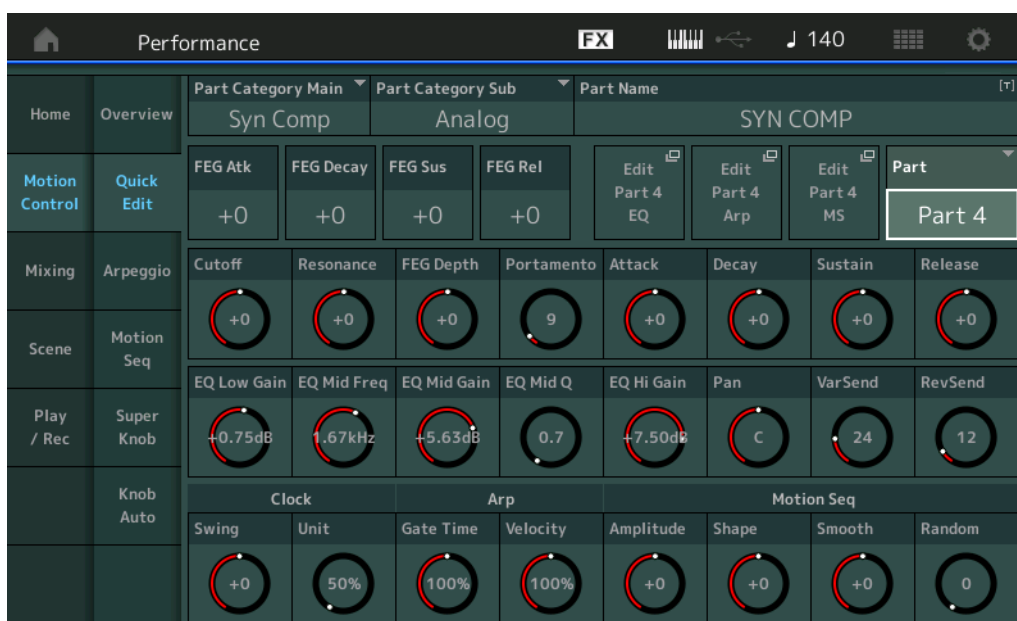 Performance FX 140
Home
Overview
Motion
Control
Quick
Edit
Mixing
Arpeggio
Scene
Motion
Seq
Play
/ Rec
Super
Knob
Knob
Auto
Part Category Main Part Category Sub Part Name [T]
Syn Comp Analog SYN COMP
FEG Atk FEG Decay FEG Sus FEG Rel
+0 +0 +0 +0
Edit
Part 4
EQ
Edit
Part 4
Arp
Edit
Part 4
MS
Part
Part 4
Cutoff Resonance FEG Depth Portamento Attack Decay Sustain Release
+0 +0 +0 9 +0 +0 +0 +0
EQ Low Gain EQ Mid Freq EQ Mid Gain EQ Mid Q EQ Hi Gain Pan VarSend RevSend
+0.75dB 1.67kHz +5.63dB 0.7 +7.50dB C 24 12
Clock Arp Motion Seq
Swing Unit Gate Time Velocity Amplitude Shape Smooth Random
+0 50% 100% 100% +0 +0 +0 0